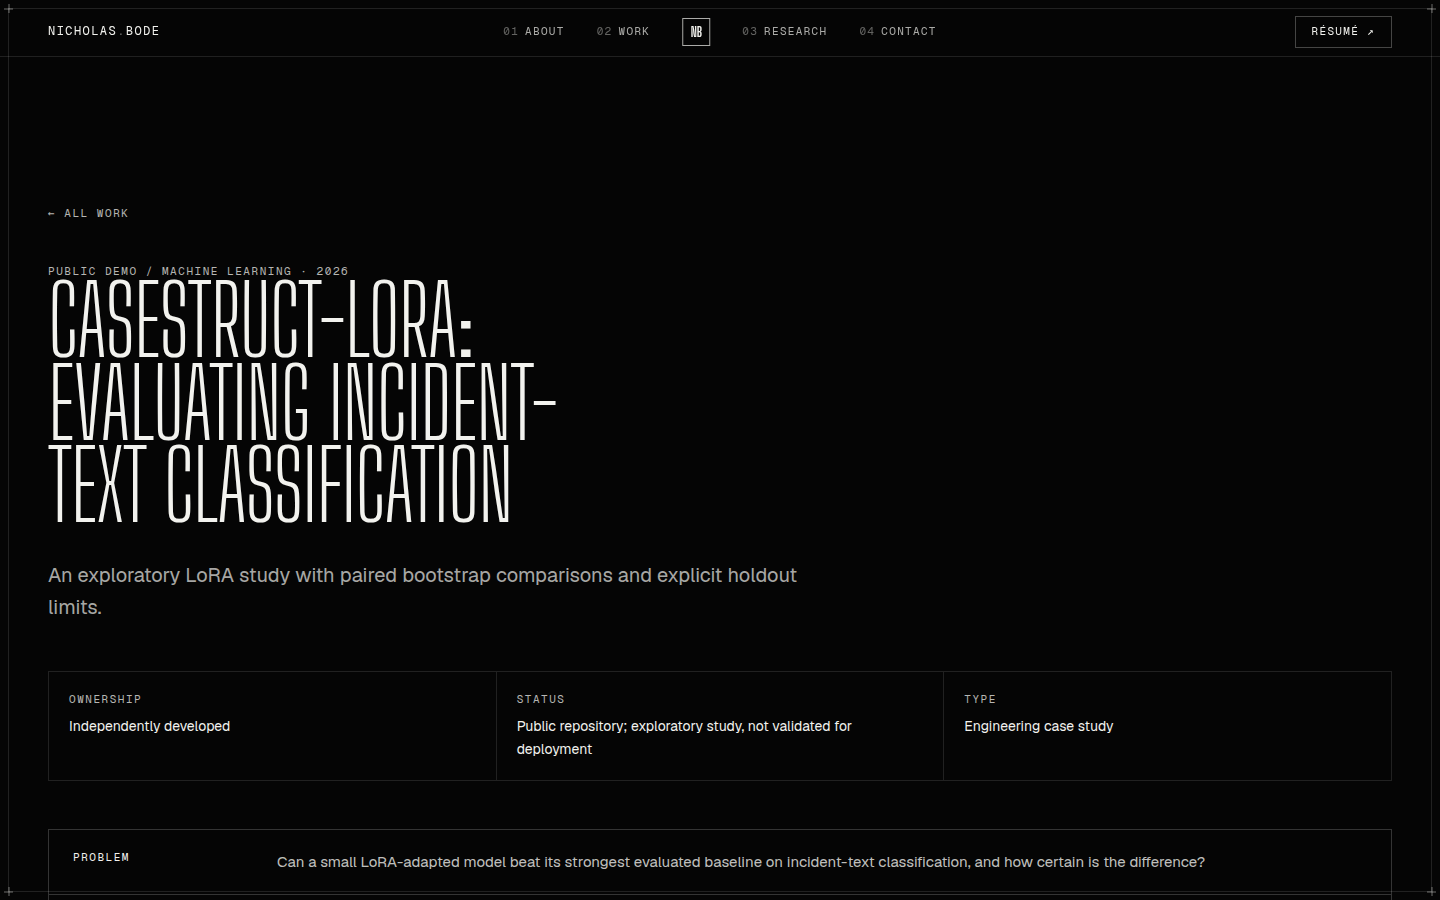 NICHOLAS.BODE
01 ABOUT
02 WORK
NB
03 RESEARCH
04 CONTACT
RÉSUMÉ ↗
← ALL WORK
PUBLIC DEMO / MACHINE LEARNING · 2026
CASESTRUCT-LORA:
EVALUATING INCIDENT-
TEXT CLASSIFICATION
An exploratory LoRA study with paired bootstrap comparisons and explicit holdout
limits.
OWNERSHIP
Independently developed
STATUS
Public repository; exploratory study, not validated for
deployment
TYPE
Engineering case study
PROBLEM
Can a small LoRA-adapted model beat its strongest evaluated baseline on incident-text classification, and how certain is the difference?